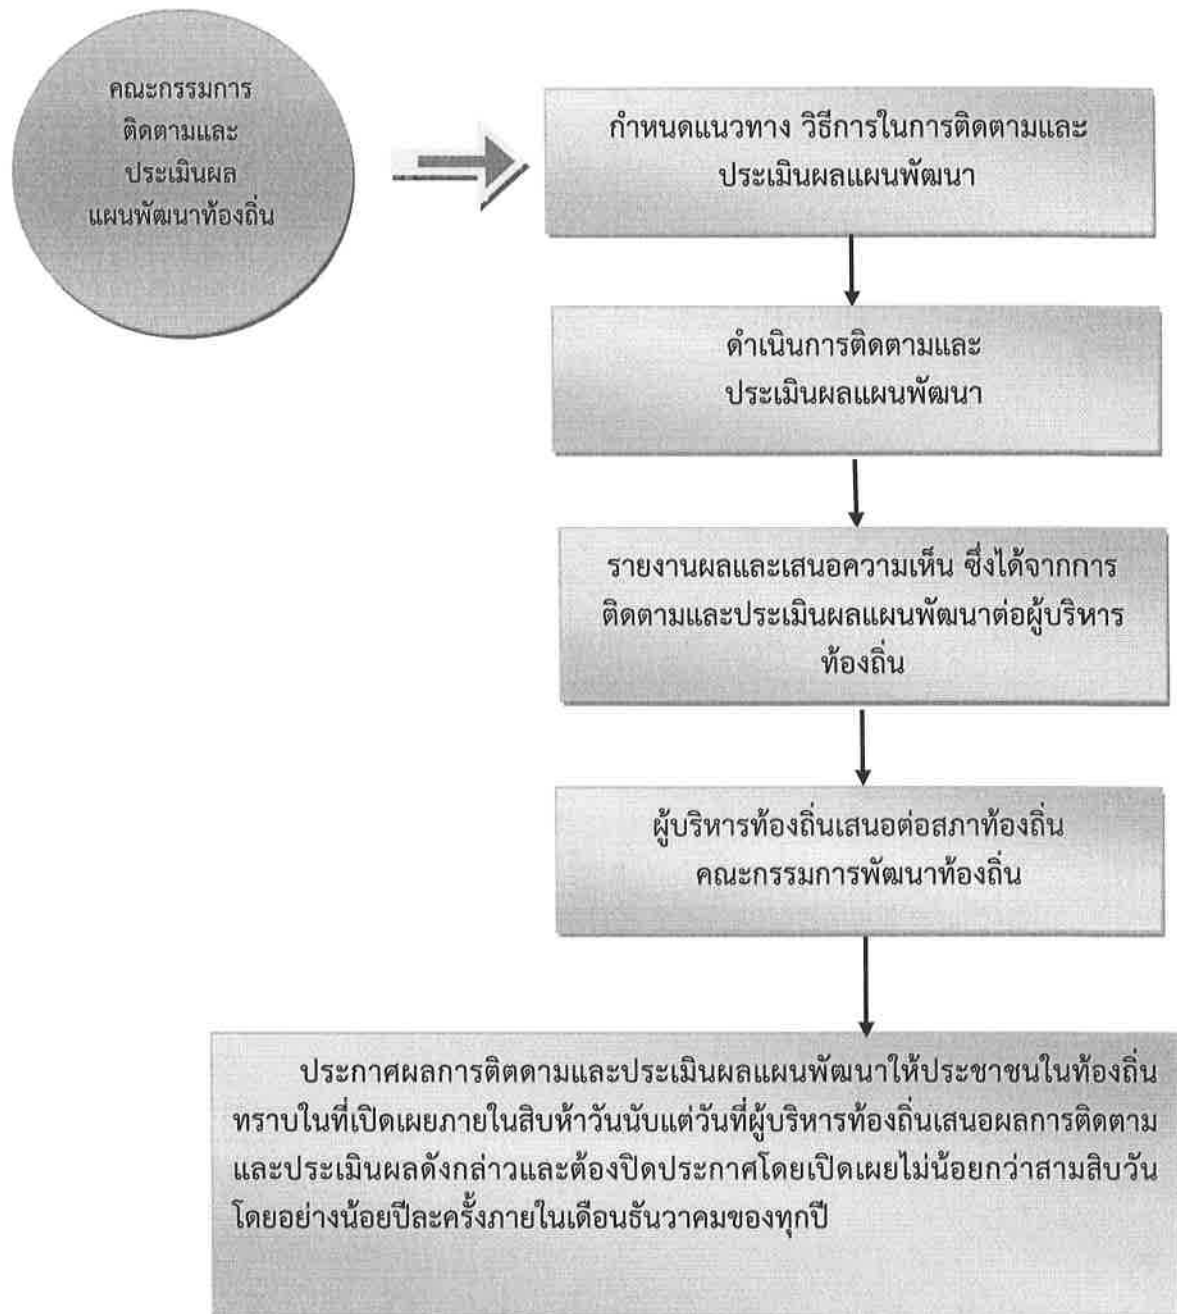 คณะกรรมการ
ติดตามและ
ประเมินผล
แผนพัฒนาท้องถิ่น
กำหนดแนวทาง วิธีการในการติดตามและ
ประเมินผลแผนพัฒนา
ดำเนินการติดตามและ
ประเมินผลแผนพัฒนา
รายงานผลและเสนอความเห็น ซึ่งได้จากการ
ติดตามและประเมินผลแผนพัฒนาต่อผู้บริหาร
ท้องถิ่น
ผู้บริหารท้องถิ่นเสนอต่อสภาท้องถิ่น
คณะกรรมการพัฒนาท้องถิ่น
ประกาศผลการติตดามและประเมินผลแผนพัฒนาให้ประชาชนในท้องถิ่น
ทราบในที่เปิดเผยภายในสิบห้าวันนับแต่วันที่ผู้บริหารท้องถิ่นเสนอผลการติดตาม
และประเมินผลดังกล่าวและต้องปิดประกาศโดยเปิดเผยไม่น้อยกว่าสามสิบวัน
โดยอย่างน้อยปีละครั้งภายในเดือนธันวาคมของทุกปี